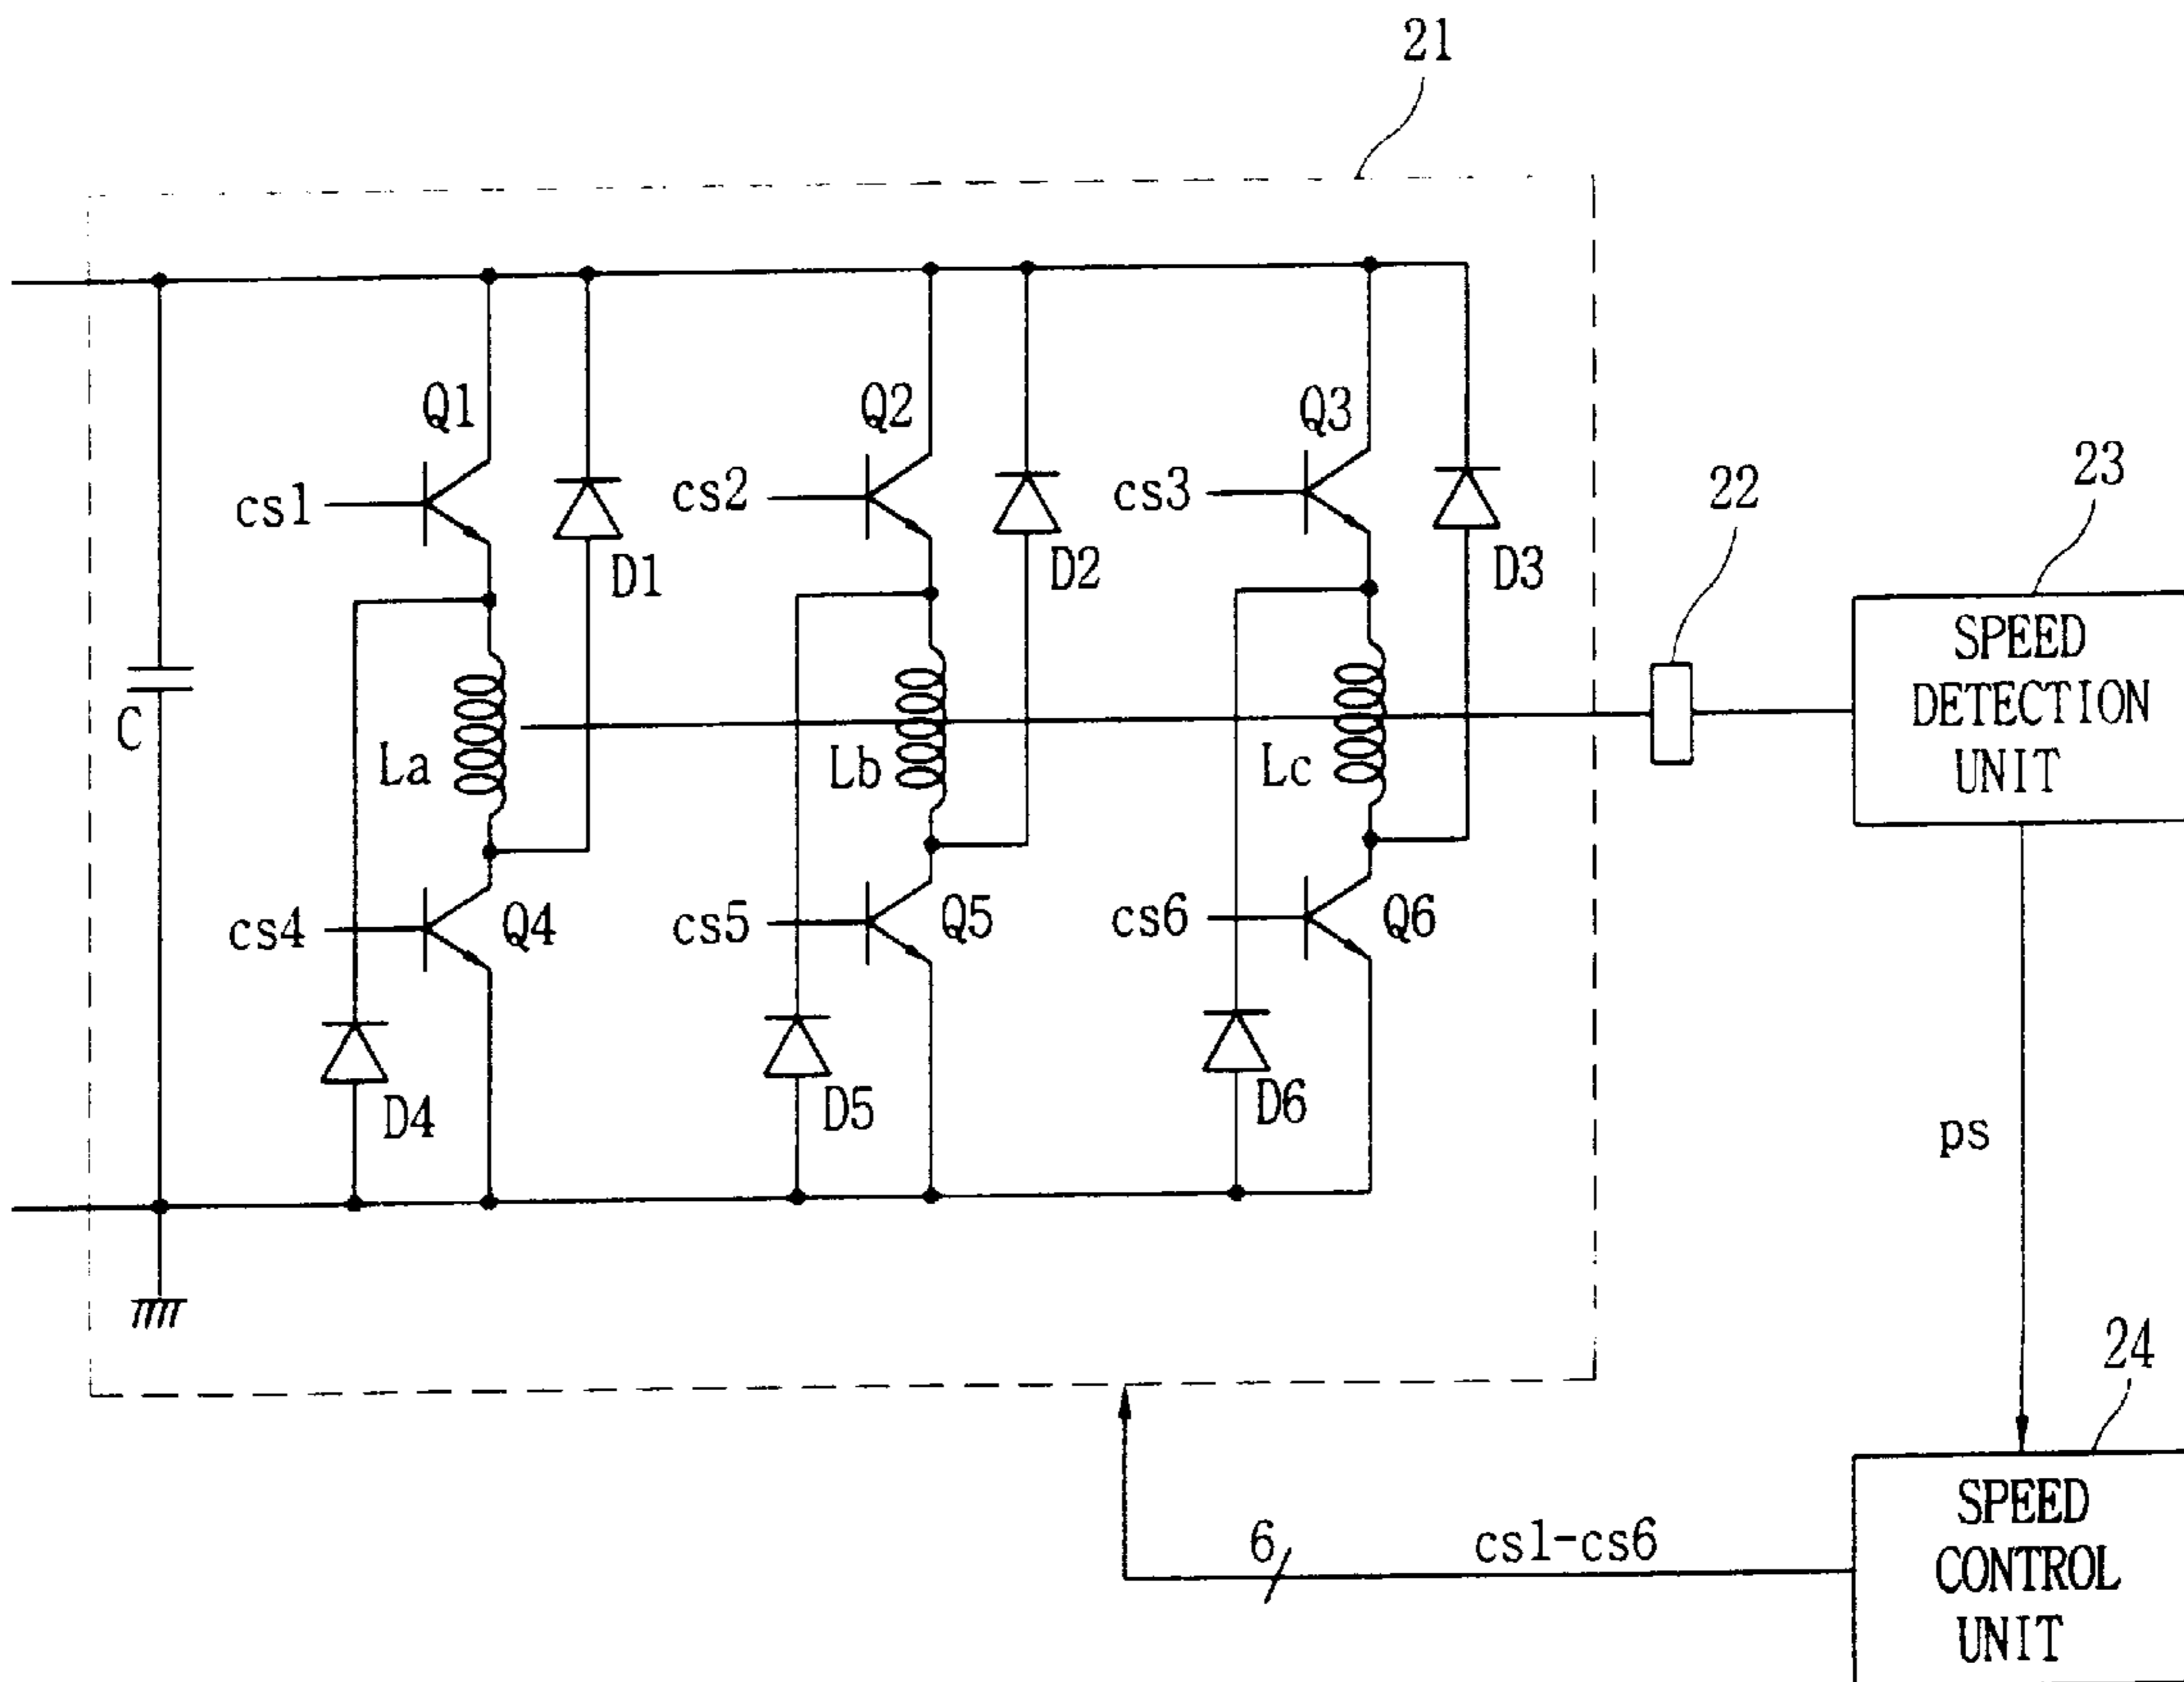 21
Q1
Q2
Q3
cs1
cs2
cs3
D1
D2
D3
22
23
SPEED
DETECTION
UNIT
C
La
Lb
Lc
cs4
Q4
cs5
Q5
cs6
Q6
D4
D5
D6
ps
24
6
cs1-cs6
SPEED
CONTROL
UNIT